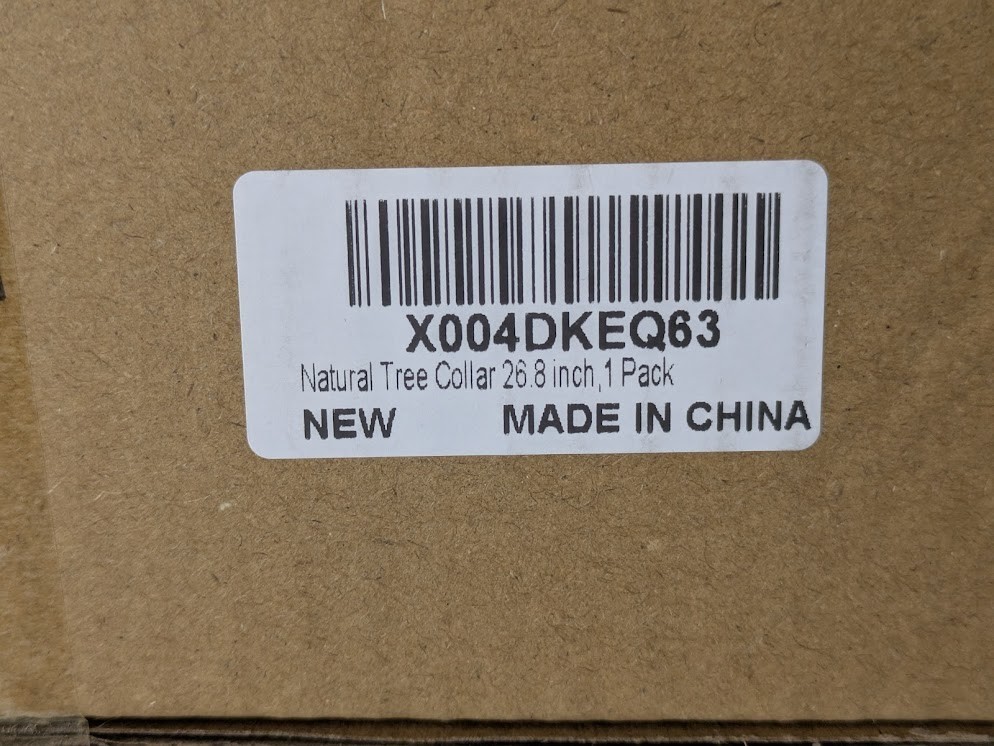 X004DKEQ63
Natural Tree Collar 26.8 inch,1 Pack
NEW MADE IN CHINA